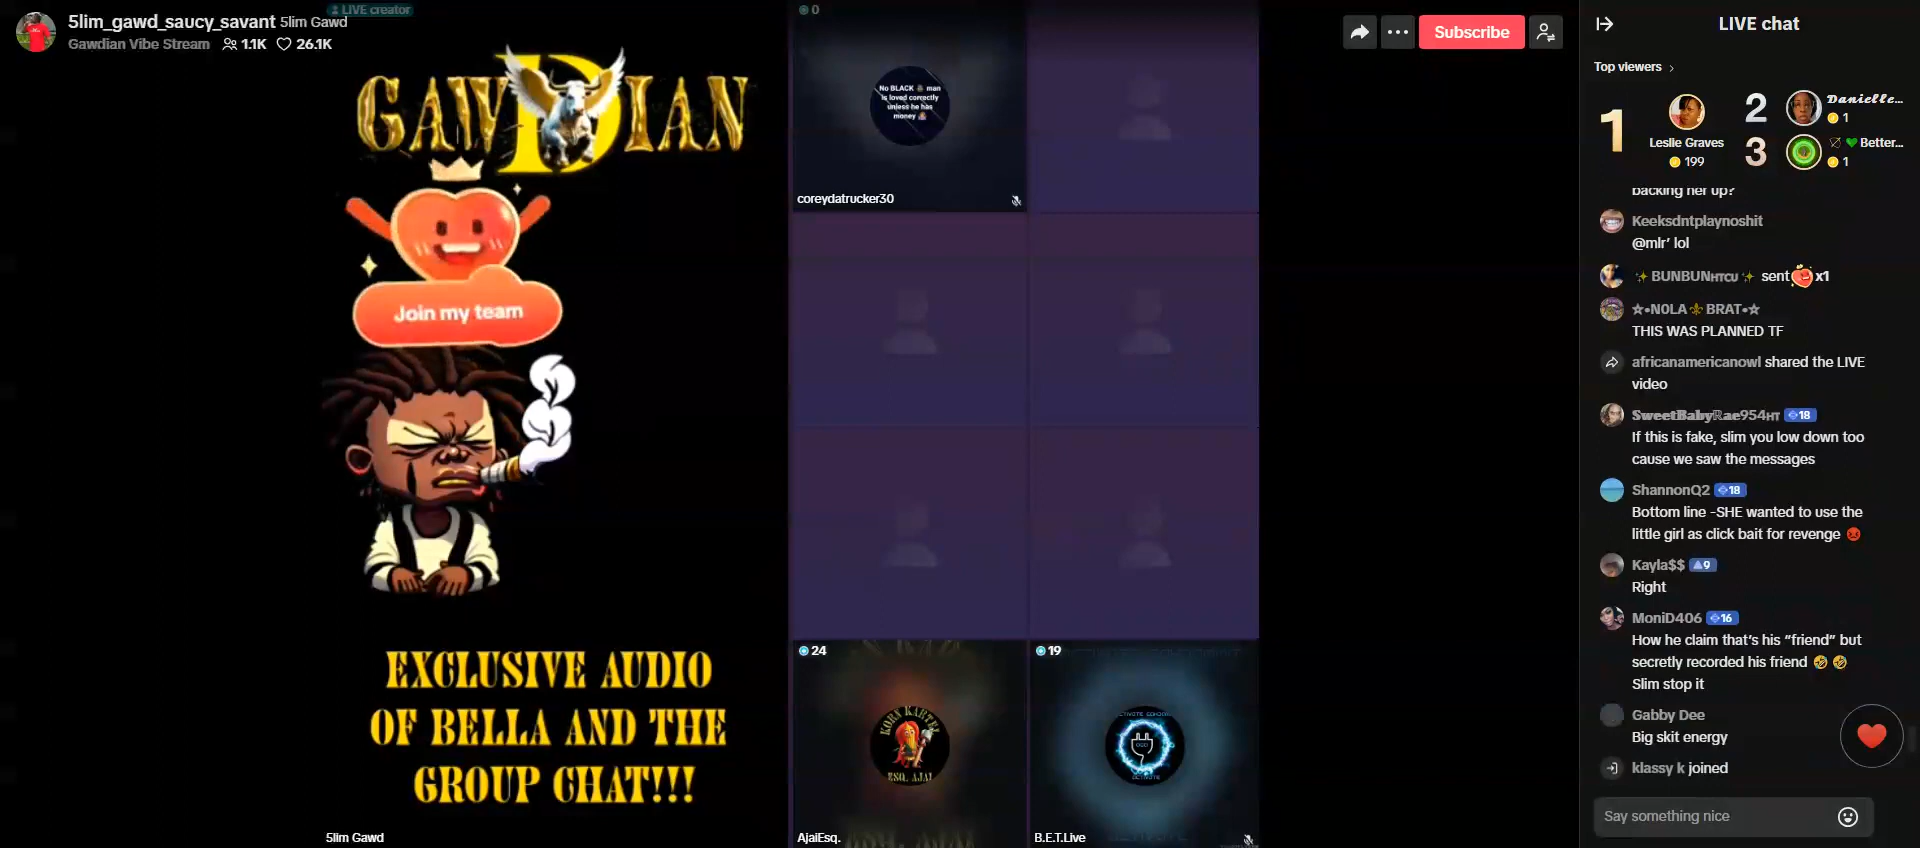 5lim_gawd_saucy_savant 5lim Gawd
Gawdian Vibe Stream 1.1K 26.1K
LIVE creator
GAWDIAN
Join my team
EXCLUSIVE AUDIO
OF BELLA AND THE
GROUP CHAT!!!
5lim Gawd
0
No BLACK man
is loved correctly
unless he has
money
coreydatrucker30
24
KORN KARTEL
ESQ. AJAI
AjaiEsq.
19
ACTIVATE
B.E.T.Live
Subscribe
LIVE chat
Top viewers
1
Leslie Graves
199
2
Danielle...
1
3
Better...
1
backing her up?
Keeksdntplaynoshit
@mlr' lol
BUNBUNHTCU sent x1
☆•NOLA⚜BRAT•☆
THIS WAS PLANNED TF
africanamericanowl shared the LIVE
video
SweetBabyRae954HT 18
If this is fake, slim you low down too
cause we saw the messages
ShannonQ2 18
Bottom line -SHE wanted to use the
little girl as click bait for revenge 😡
Kayla$$ 9
Right
MoniD406 16
How he claim that's his "friend" but
secretly recorded his friend 🤣 🤣
Slim stop it
Gabby Dee
Big skit energy
klassy k joined
Say something nice